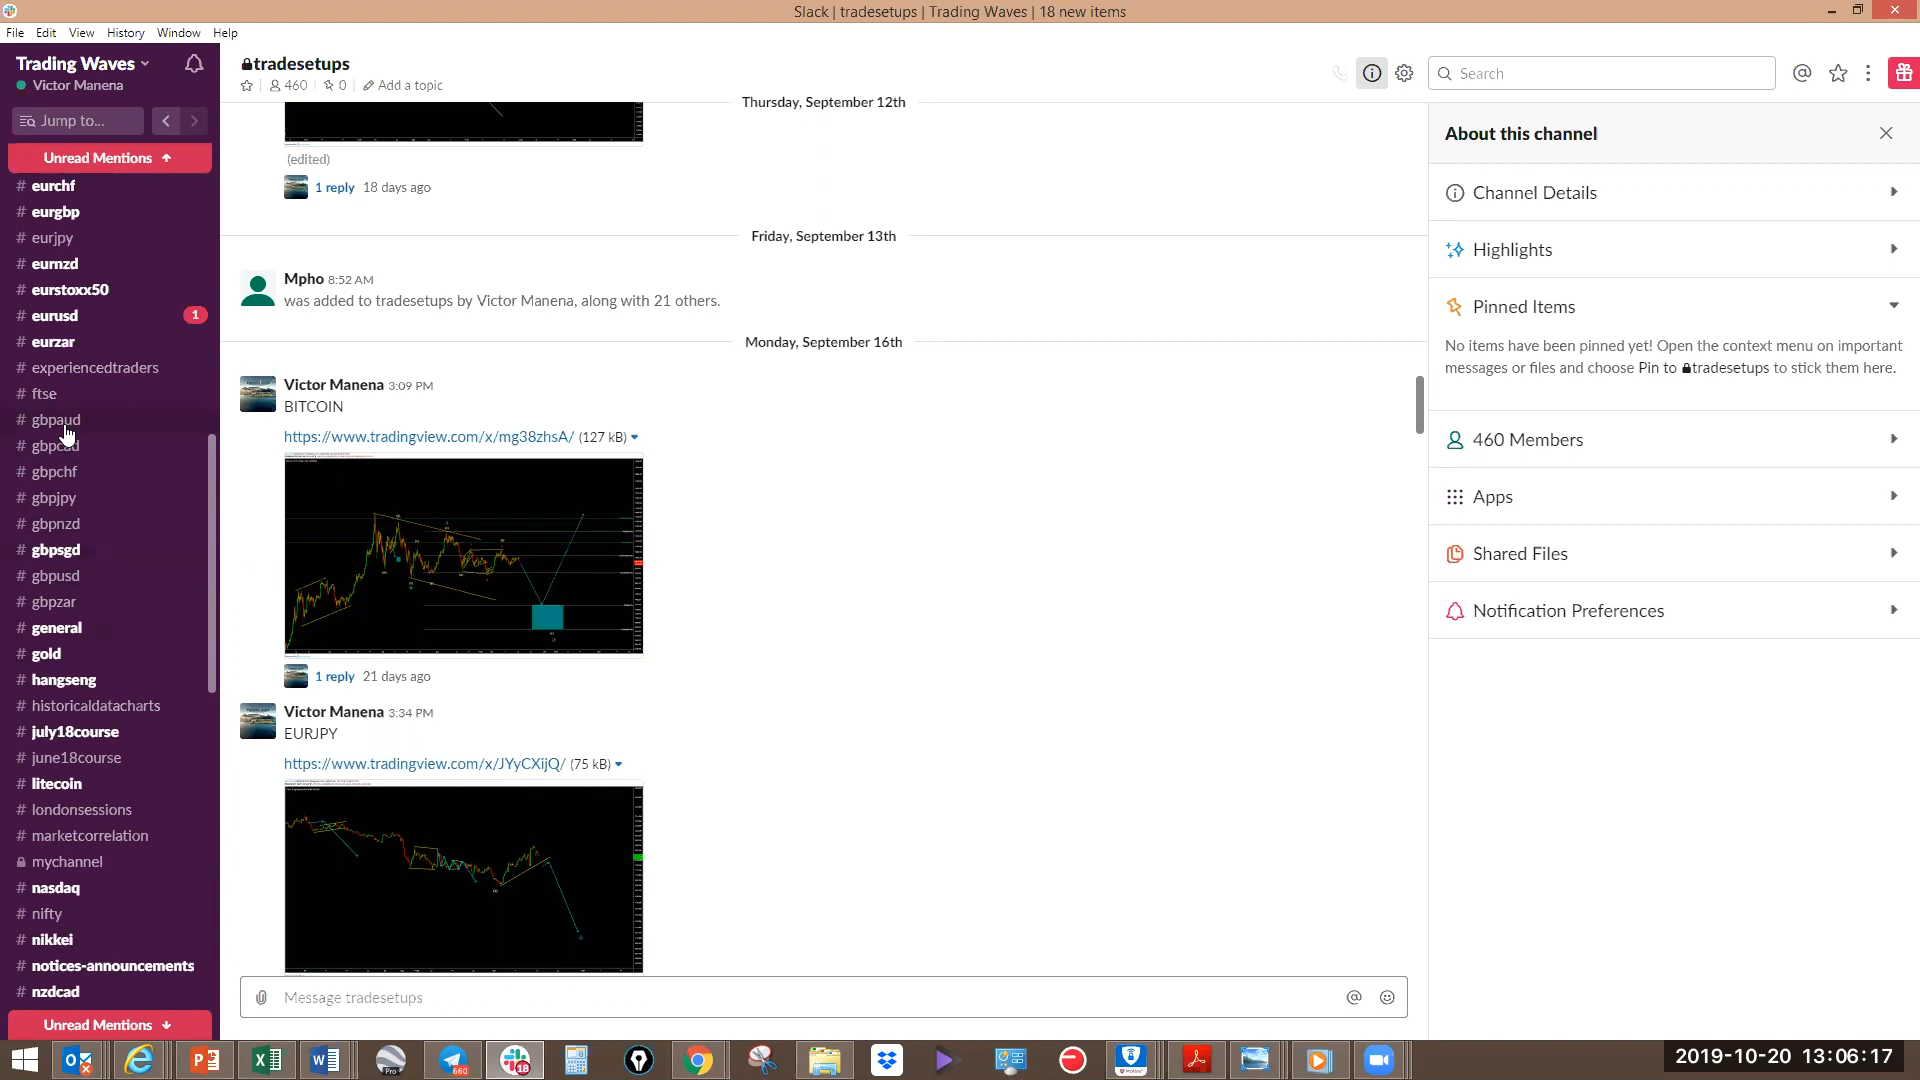 Slack | tradesetups | Trading Waves | 18 new items
File Edit View History Window Help
Trading Waves
Victor Manena
Jump to...
Unread Mentions
# eurchf
# eurgbp
# eurjpy
# eurnzd
# eurstoxx50
# eurusd 1
# eurzar
# experiencedtraders
# ftse
# gbpaud
# gbpcad
# gbpchf
# gbpjpy
# gbpnzd
# gbpsgd
# gbpusd
# gbpzar
# general
# gold
# hangseng
# historicaldatacharts
# july18course
# june18course
# litecoin
# londonsessions
# marketcorrelation
mychannel
# nasdaq
# nifty
# nikkei
# notices-announcements
# nzdcad
Unread Mentions
tradesetups
460 0 Add a topic
Search
Thursday, September 12th
(edited)
1 reply 18 days ago
Friday, September 13th
Mpho 8:52 AM
was added to tradesetups by Victor Manena, along with 21 others.
Monday, September 16th
Victor Manena 3:09 PM
BITCOIN
https://www.tradingview.com/x/mg38zhsA/ (127 kB)
1 reply 21 days ago
Victor Manena 3:34 PM
EURJPY
https://www.tradingview.com/x/JYyCXijQ/ (75 kB)
Message tradesetups
About this channel
Channel Details
Highlights
Pinned Items
No items have been pinned yet! Open the context menu on important
messages or files and choose Pin to tradesetups to stick them here.
460 Members
Apps
Shared Files
Notification Preferences
Pro
660
18
2019-10-20 13:06:17